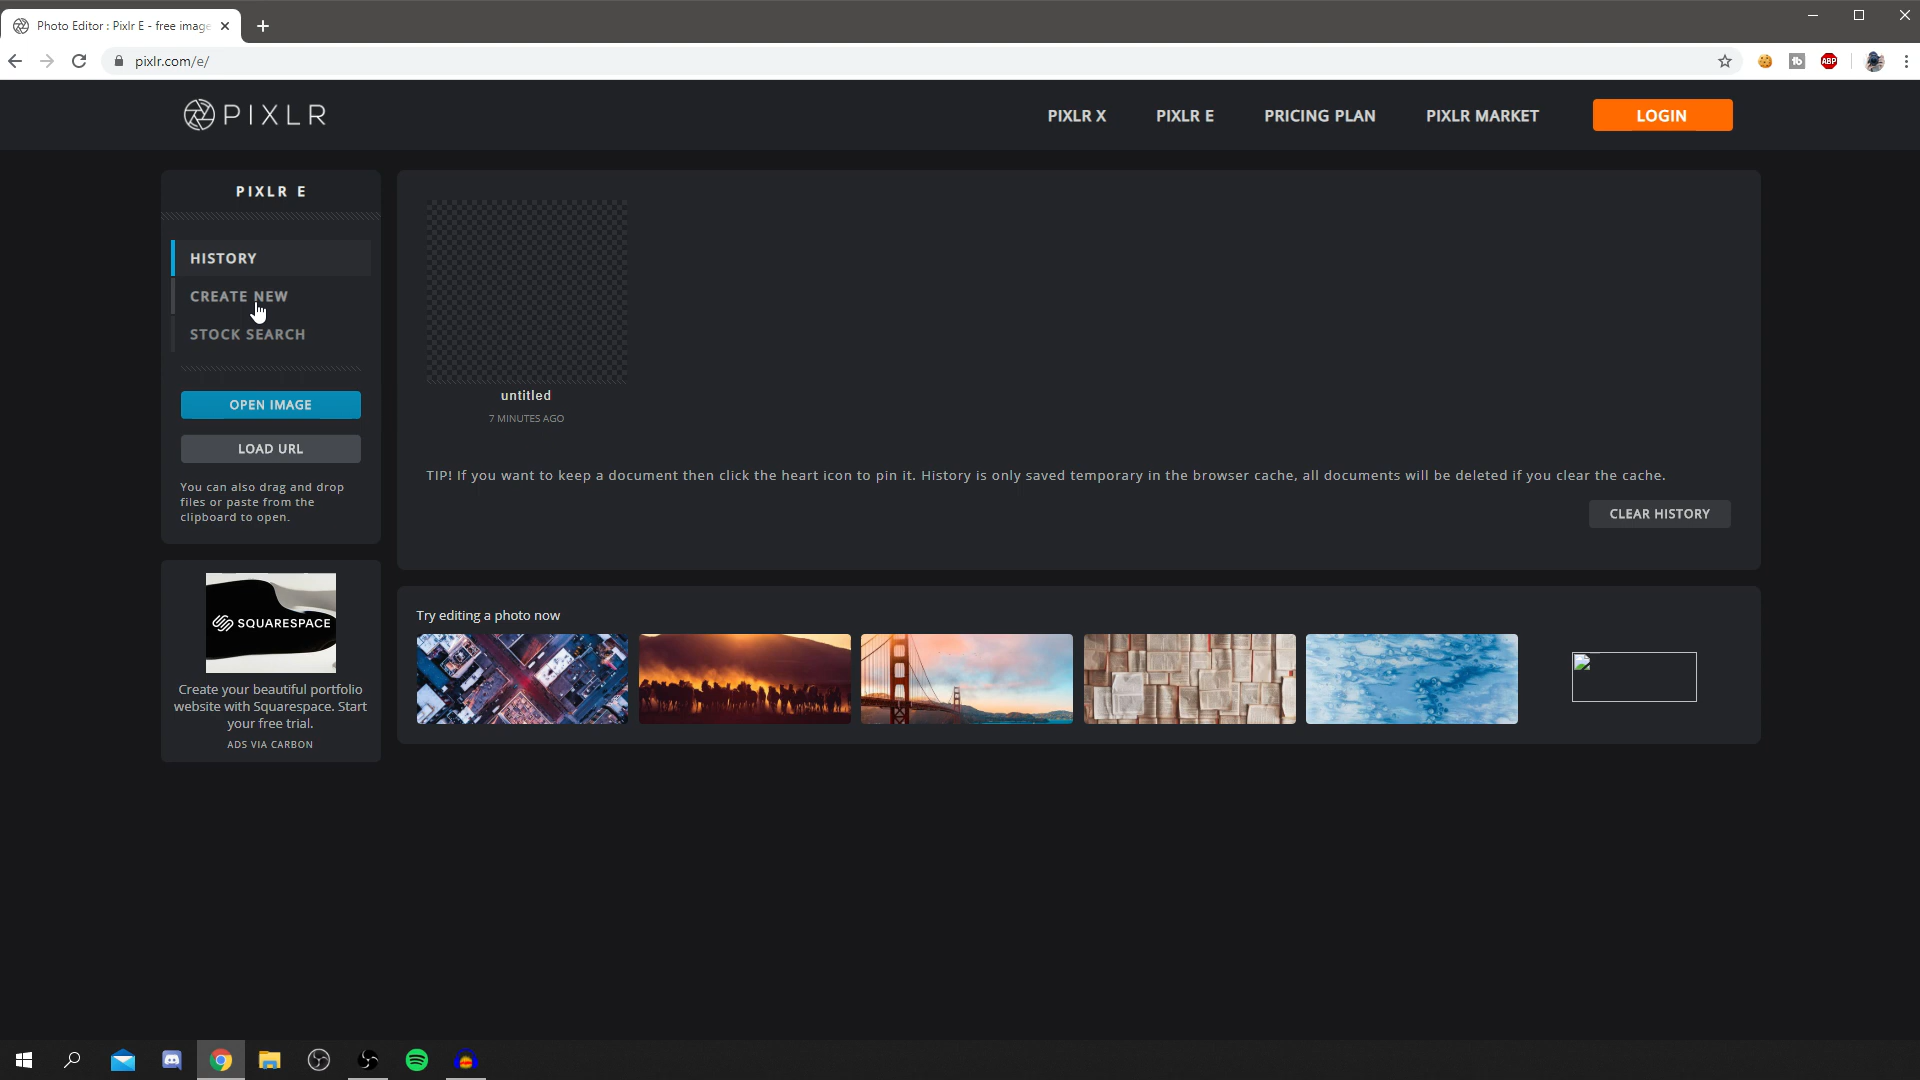 Photo Editor : Pixlr E - free image
pixlr.com/e/
ABP
PIXLR
PIXLR X
PIXLR E
PRICING PLAN
PIXLR MARKET
LOGIN
PIXLR E
HISTORY
CREATE NEW
STOCK SEARCH
OPEN IMAGE
LOAD URL
You can also drag and drop
files or paste from the
clipboard to open.
untitled
7 MINUTES AGO
TIP! If you want to keep a document then click the heart icon to pin it. History is only saved temporary in the browser cache, all documents will be deleted if you clear the cache.
CLEAR HISTORY
SQUARESPACE
Create your beautiful portfolio
website with Squarespace. Start
your free trial.
ADS VIA CARBON
Try editing a photo now